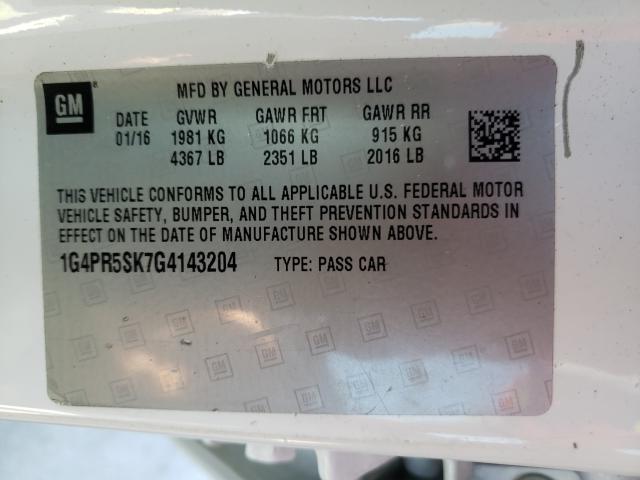 GM
MFD BY GENERAL MOTORS LLC
DATE GVWR GAWR FRT GAWR RR
01/16 1981 KG 1066 KG 915 KG
4367 LB 2351 LB 2016 LB
THIS VEHICLE CONFORMS TO ALL APPLICABLE U.S. FEDERAL MOTOR
VEHICLE SAFETY, BUMPER, AND THEFT PREVENTION STANDARDS IN
EFFECT ON THE DATE OF MANUFACTURE SHOWN ABOVE.
1G4PR5SK7G4143204 TYPE: PASS CAR